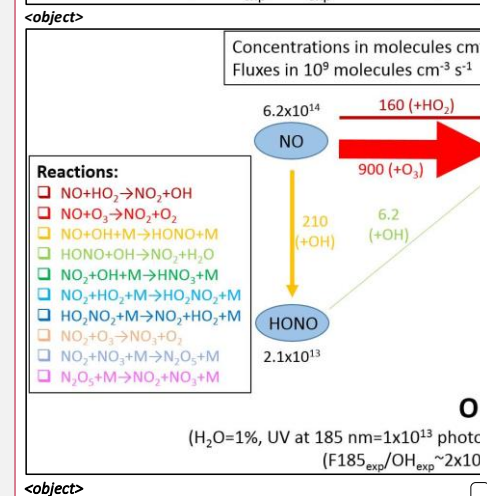 <object>
Concentrations in molecules cm
Fluxes in 10⁹ molecules cm⁻³ s⁻¹
6.2x10¹⁴
160 (+HO₂)
NO
900 (+O₃)
Reactions:
NO+HO₂→NO₂+OH
NO+O₃→NO₂+O₂
NO+OH+M→HONO+M
HONO+OH→NO₂+H₂O
NO₂+OH+M→HNO₃+M
NO₂+HO₂+M→HO₂NO₂+M
HO₂NO₂+M→NO₂+HO₂+M
NO₂+O₃→NO₃+O₂
NO₂+NO₃+M→N₂O₅+M
N₂O₅+M→NO₂+NO₃+M
210
(+OH)
6.2
(+OH)
HONO
2.1x10¹³
O
(H₂O=1%, UV at 185 nm=1x10¹³ photo
(F185exp/OHexp~2x10
<object>